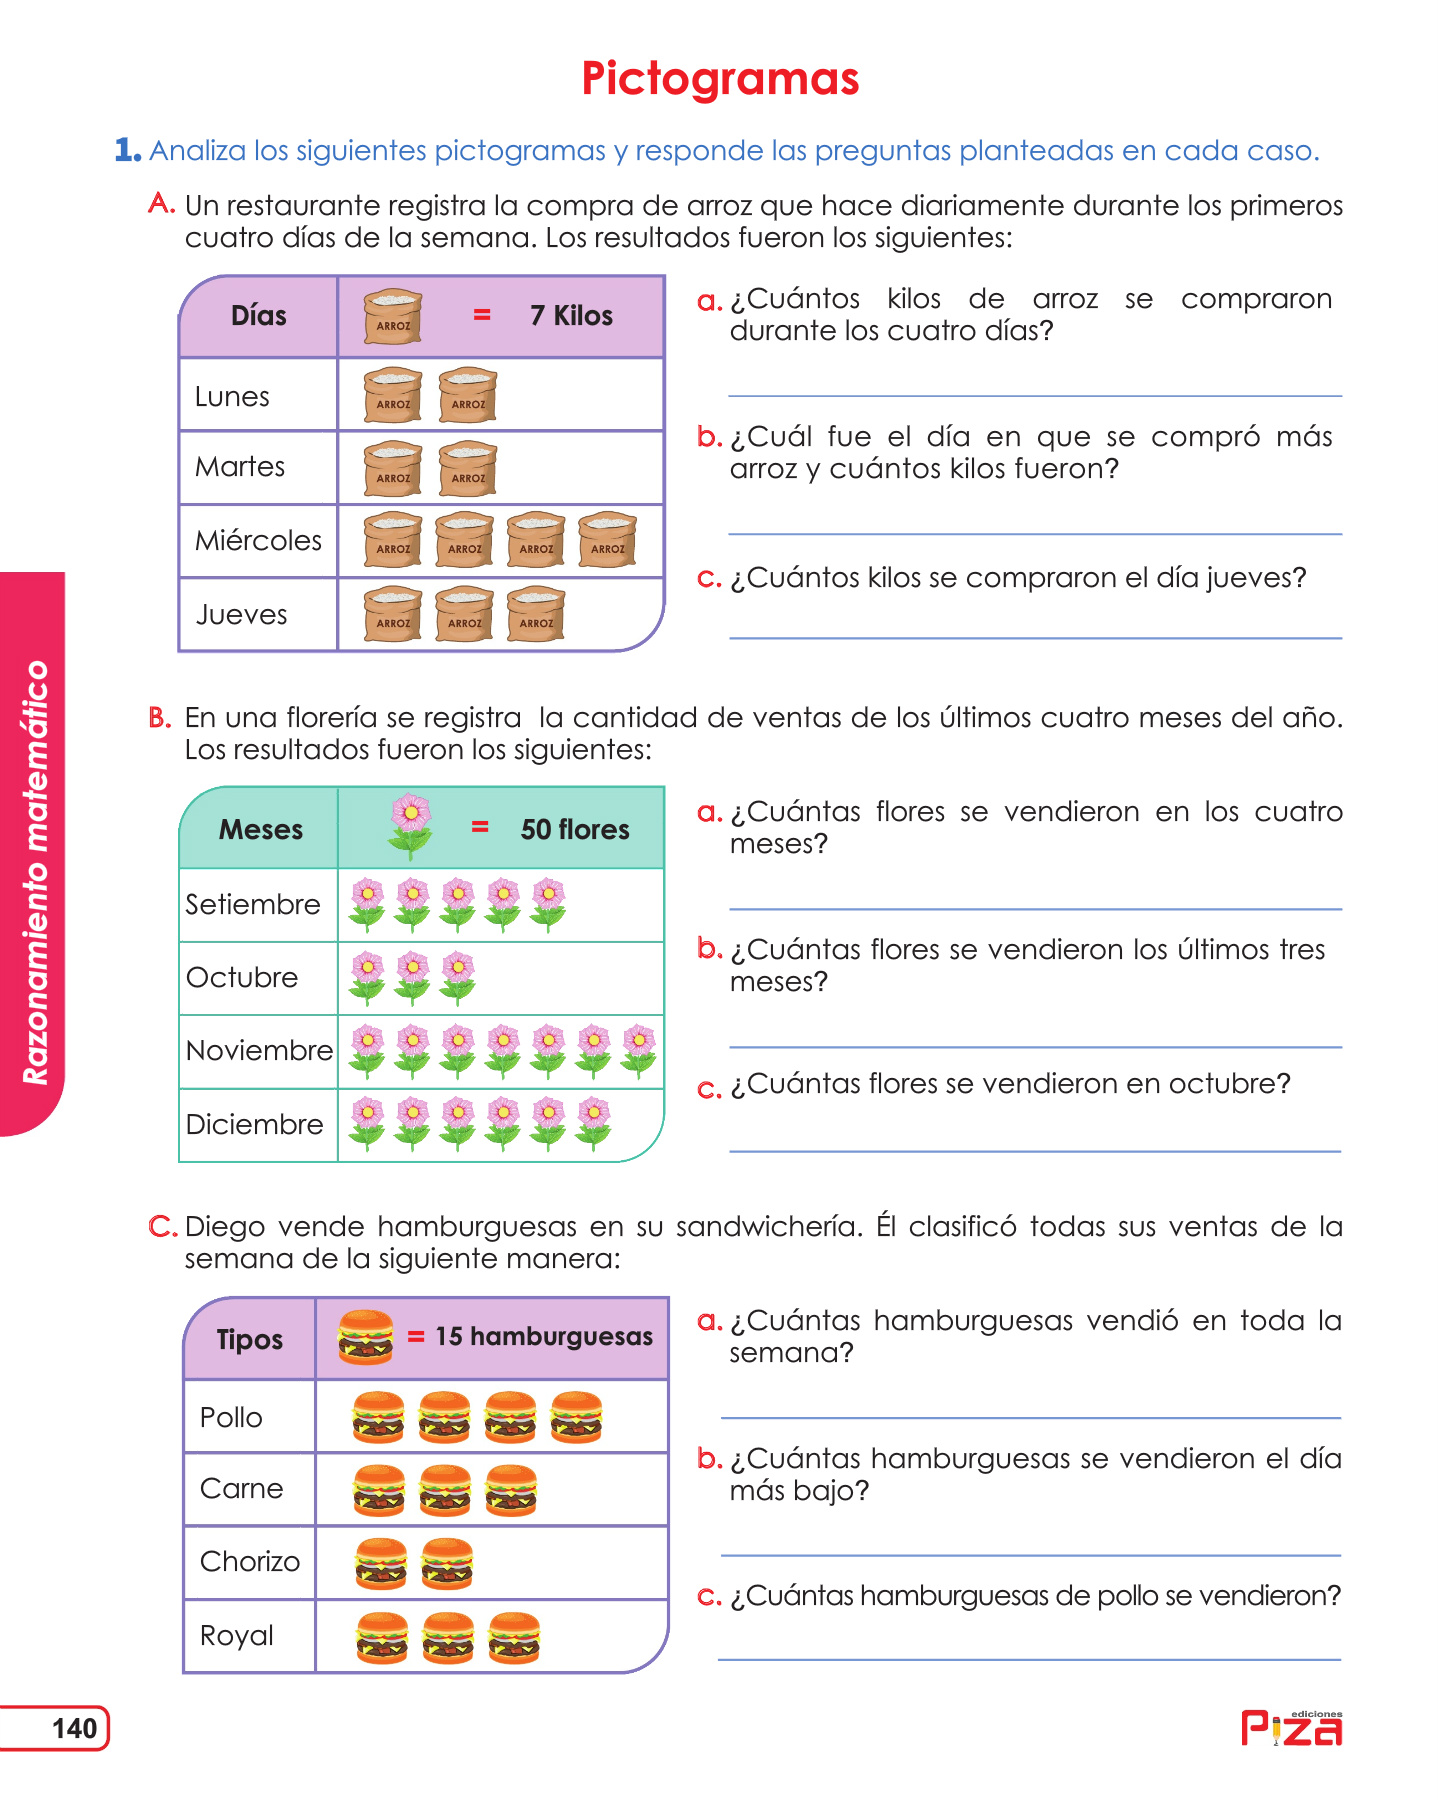 Pictogramas
1. Analiza los siguientes pictogramas y responde las preguntas planteadas en cada caso.
A. Un restaurante registra la compra de arroz que hace diariamente durante los primeros
cuatro días de la semana. Los resultados fueron los siguientes:
Días ARROZ = 7 Kilos
Lunes ARROZ ARROZ
Martes ARROZ ARROZ
Miércoles ARROZ ARROZ ARROZ ARROZ
Jueves ARROZ ARROZ ARROZ
a. ¿Cuántos kilos de arroz se compraron
durante los cuatro días?
b. ¿Cuál fue el día en que se compró más
arroz y cuántos kilos fueron?
c. ¿Cuántos kilos se compraron el día jueves?
B. En una florería se registra la cantidad de ventas de los últimos cuatro meses del año.
Los resultados fueron los siguientes:
Meses = 50 flores
Setiembre
Octubre
Noviembre
Diciembre
a. ¿Cuántas flores se vendieron en los cuatro
meses?
b. ¿Cuántas flores se vendieron los últimos tres
meses?
c. ¿Cuántas flores se vendieron en octubre?
C. Diego vende hamburguesas en su sandwichería. Él clasificó todas sus ventas de la
semana de la siguiente manera:
Tipos = 15 hamburguesas
Pollo
Carne
Chorizo
Royal
a. ¿Cuántas hamburguesas vendió en toda la
semana?
b. ¿Cuántas hamburguesas se vendieron el día
más bajo?
c. ¿Cuántas hamburguesas de pollo se vendieron?
Razonamiento matemático
140
ediciones
Piza